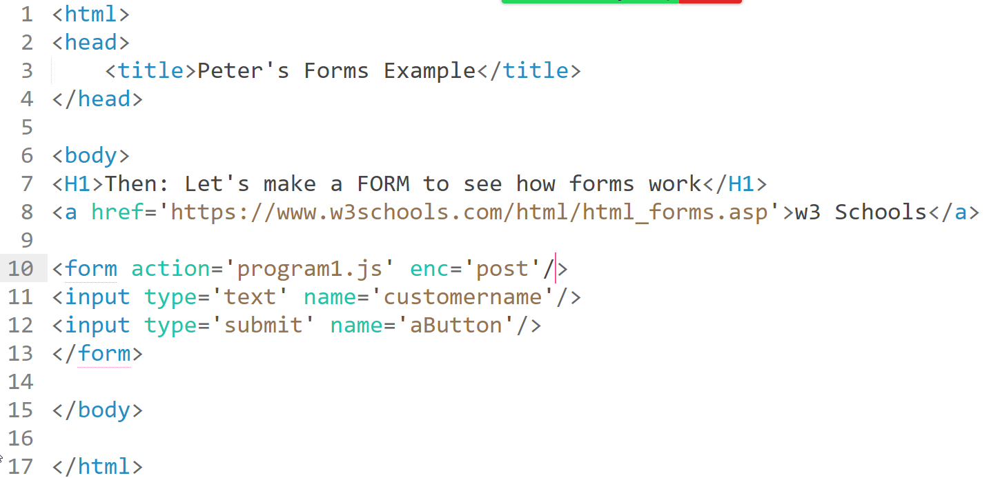 1 <html>
2 <head>
3     <title>Peter's Forms Example</title>
4 </head>
5
6 <body>
7 <H1>Then: Let's make a FORM to see how forms work</H1>
8 <a href='https://www.w3schools.com/html/html_forms.asp'>w3 Schools</a>
9
10 <form action='program1.js' enc='post'/>
11 <input type='text' name='customername'/>
12 <input type='submit' name='aButton'/>
13 </form>
14
15 </body>
16
17 </html>